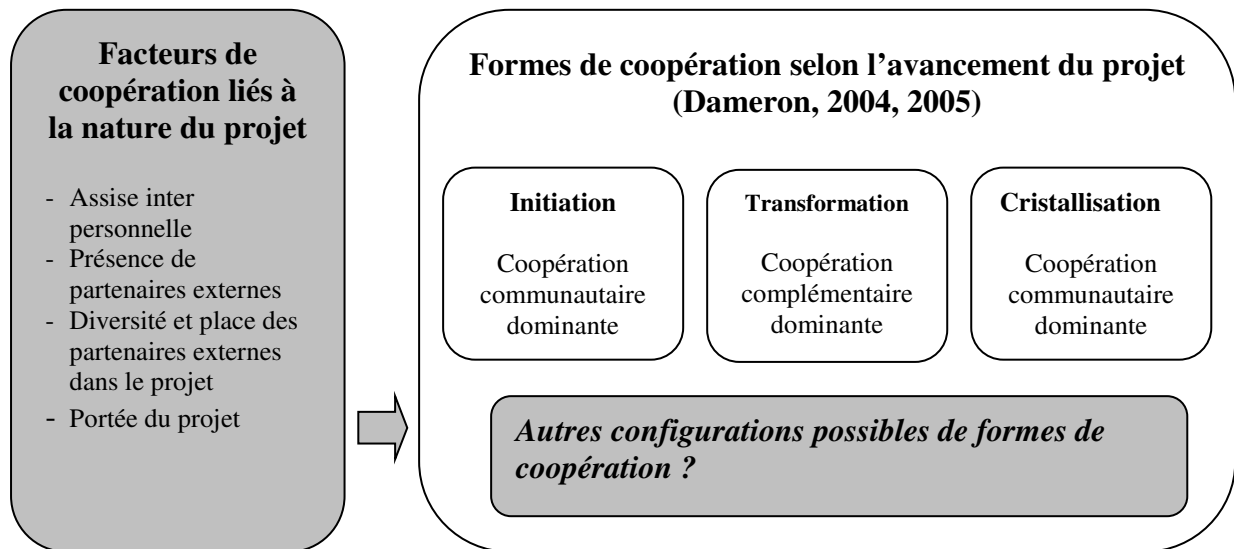 Facteurs de
coopération liés à
la nature du projet
- Assise inter
personnelle
- Présence de
partenaires externes
- Diversité et place des
partenaires externes
dans le projet
- Portée du projet
Formes de coopération selon l’avancement du projet
(Dameron, 2004, 2005)
Initiation
Coopération
communautaire
dominante
Transformation
Coopération
complémentaire
dominante
Cristallisation
Coopération
communautaire
dominante
Autres configurations possibles de formes de
coopération ?